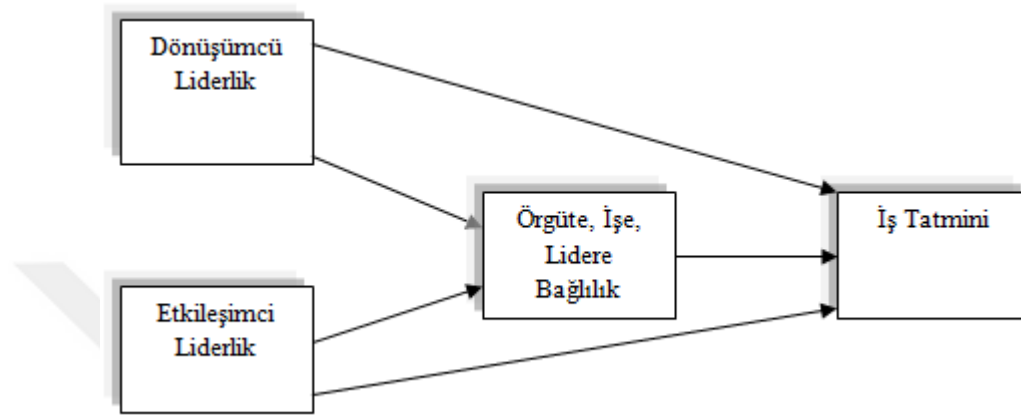 Dönüşümcü
Liderlik
Örgüte, İşe,
Lidere
Bağlılık
İş Tatmini
Etkileşimci
Liderlik